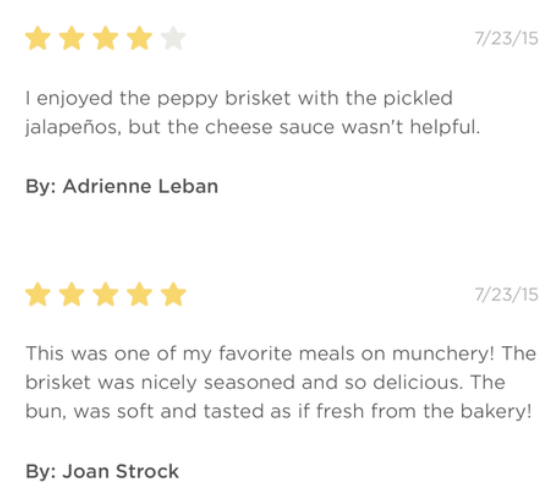 7/23/15
I enjoyed the peppy brisket with the pickled
jalapeños, but the cheese sauce wasn't helpful.
By: Adrienne Leban
7/23/15
This was one of my favorite meals on munchery! The
brisket was nicely seasoned and so delicious. The
bun, was soft and tasted as if fresh from the bakery!
By: Joan Strock